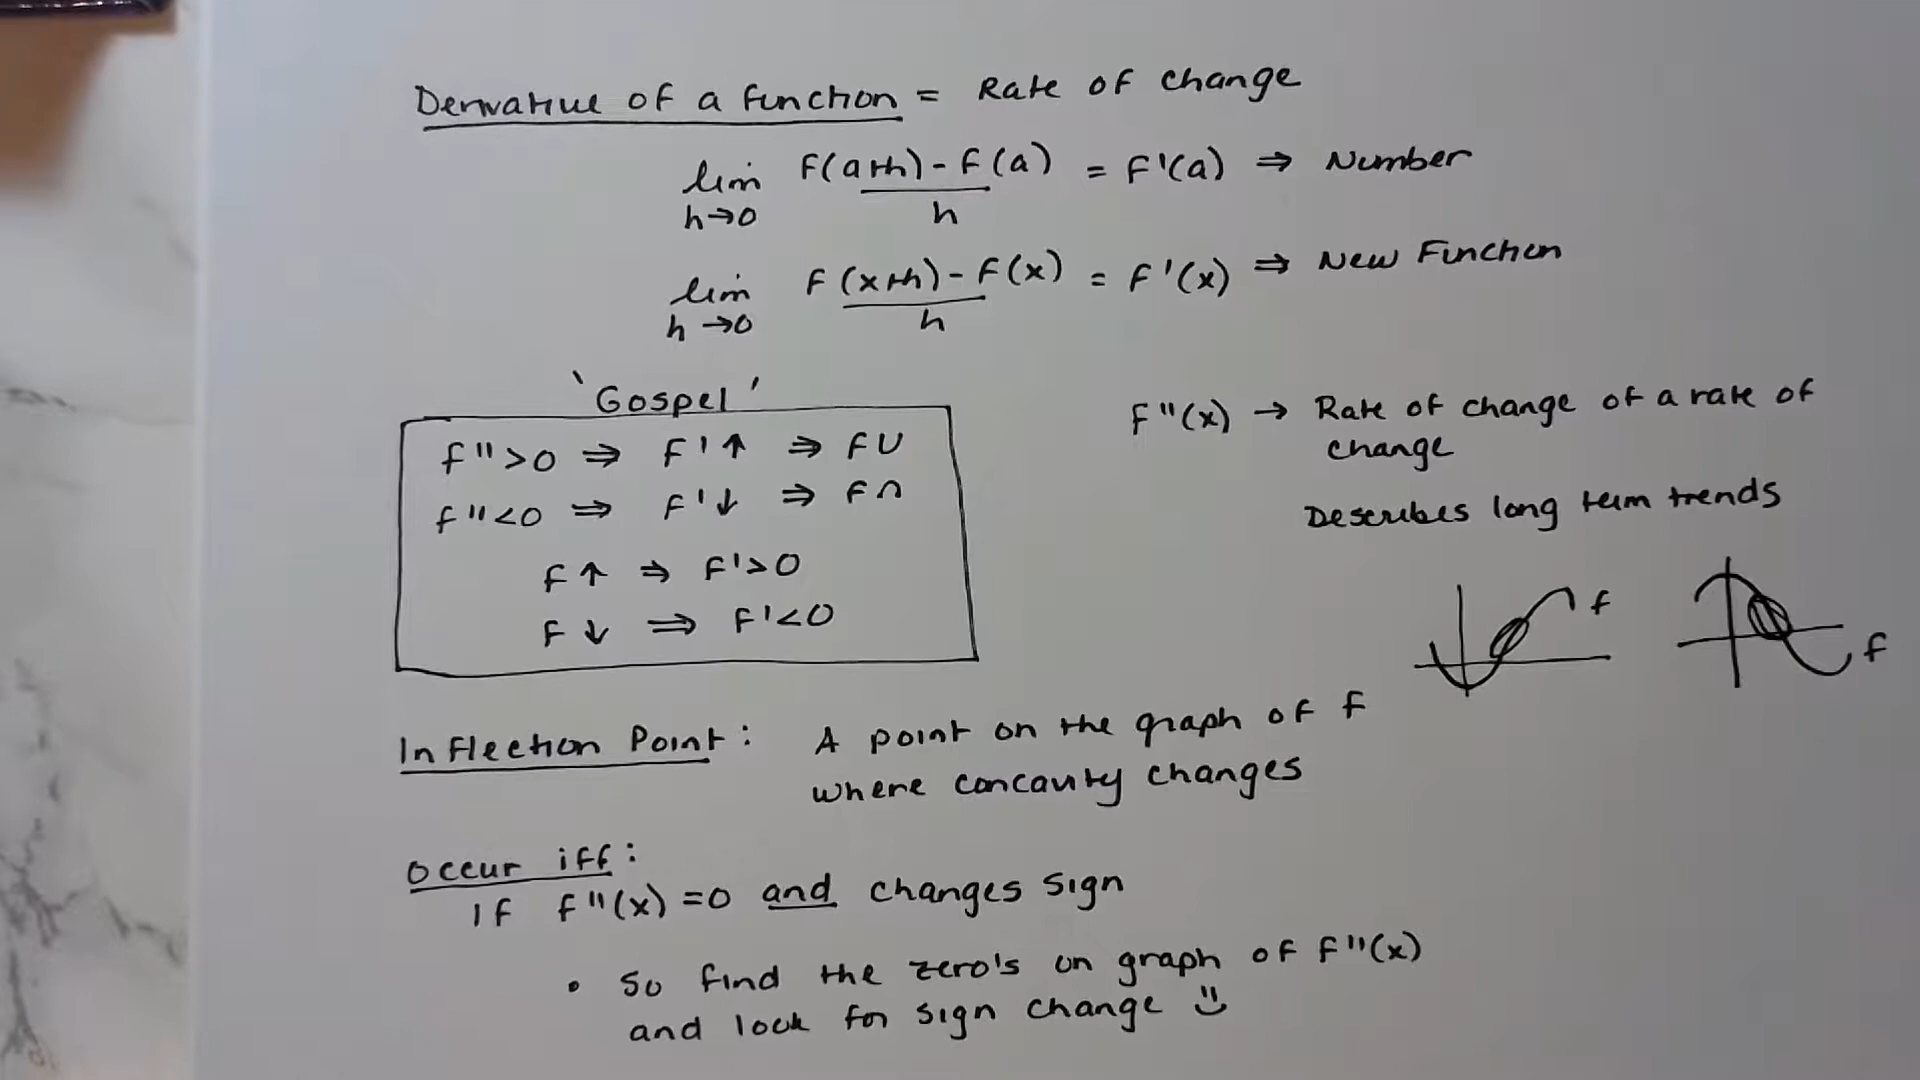 Derivative of a function = Rate of change
lim h→0 F(a+h) - F(a) / h = F'(a) ⇒ Number
lim h→0 F(x+h) - F(x) / h = F'(x) ⇒ New Function
'Gospel'
f'' > 0 ⇒ F' ↑ ⇒ F ∪
f'' < 0 ⇒ F' ↓ ⇒ F ∩
F ↑ ⇒ F' > 0
F ↓ ⇒ F' < 0
F''(x) → Rate of change of a rate of
change
Describes long term trends
f
f
Inflection Point: A point on the graph of f
where concavity changes
Occur iff:
IF f''(x) = 0 and changes sign
• So find the zero's on graph of F''(x)
and look for sign change